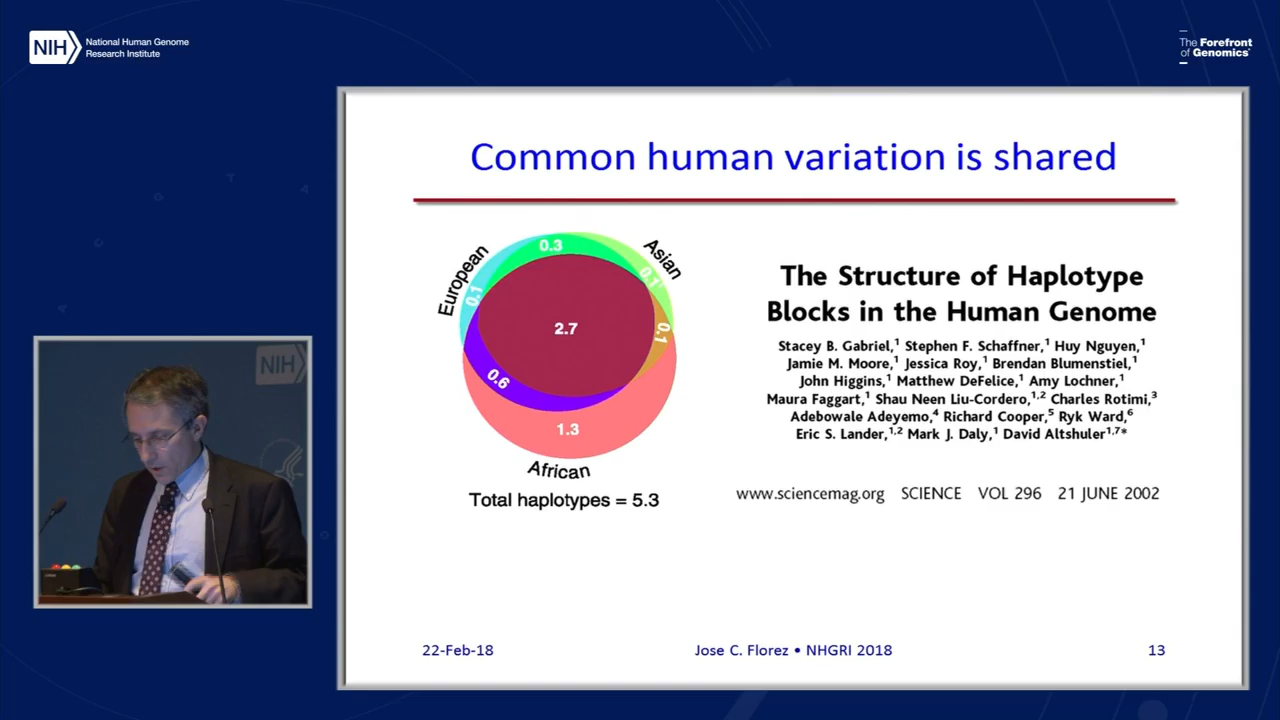 NIH
National Human Genome
Research Institute
The Forefront
of Genomics®
Common human variation is shared
European
Asian
African
0.3
0.1
0.1
0.1
2.7
0.6
1.3
Total haplotypes = 5.3
The Structure of Haplotype
Blocks in the Human Genome
Stacey B. Gabriel,¹ Stephen F. Schaffner,¹ Huy Nguyen,¹
Jamie M. Moore,¹ Jessica Roy,¹ Brendan Blumenstiel,¹
John Higgins,¹ Matthew DeFelice,¹ Amy Lochner,¹
Maura Faggart,¹ Shau Neen Liu-Cordero,¹,² Charles Rotimi,³
Adebowale Adeyemo,⁴ Richard Cooper,⁵ Ryk Ward,⁶
Eric S. Lander,¹,² Mark J. Daly,¹ David Altshuler¹,⁷*
www.sciencemag.org SCIENCE VOL 296 21 JUNE 2002
NIH
22-Feb-18
Jose C. Florez • NHGRI 2018
13